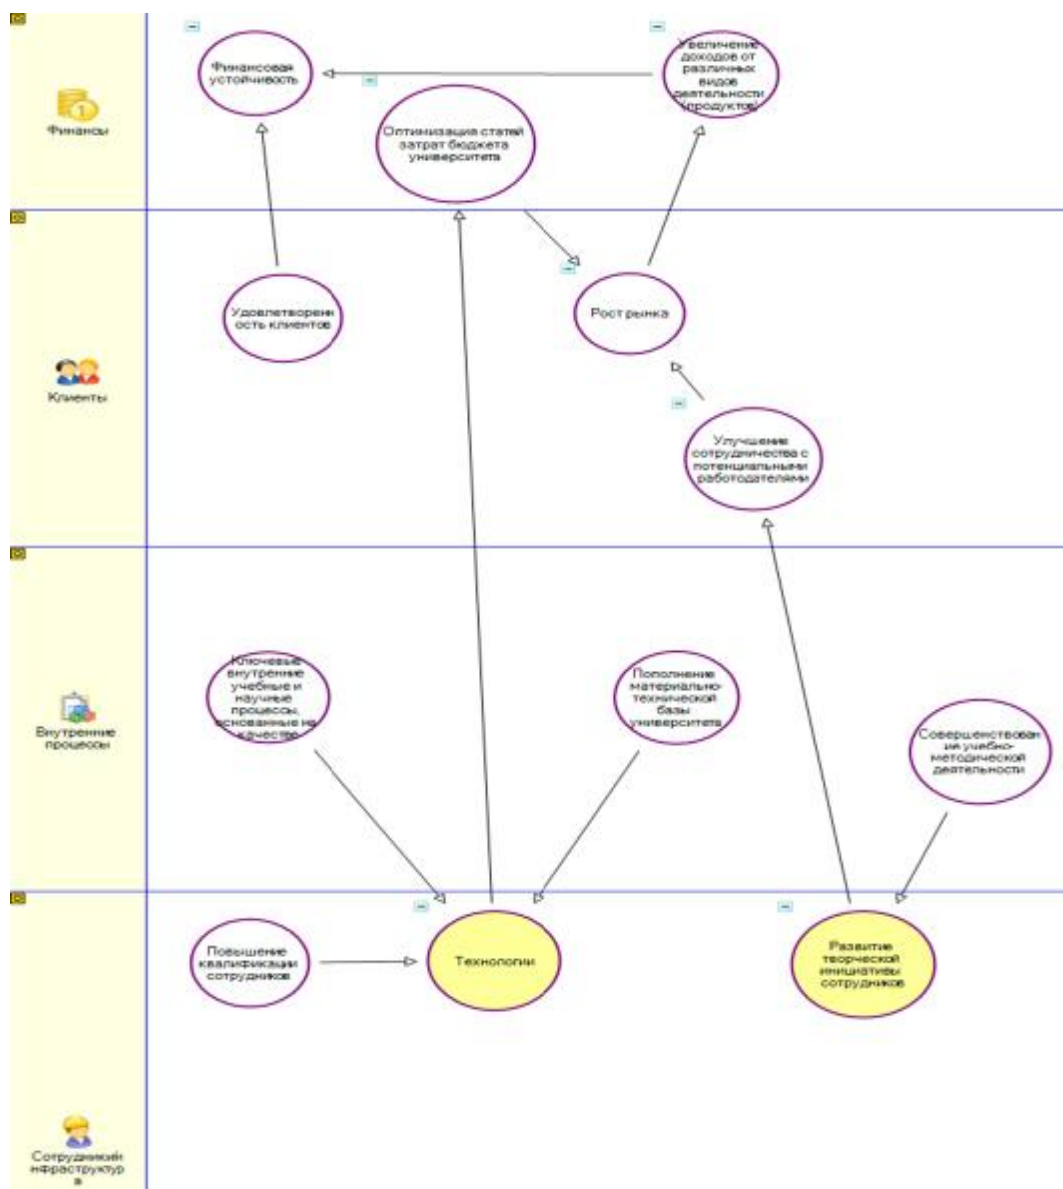 Финансы
Финансовая
устойчивость
Оптимизация статей
затрат бюджета
университета
Увеличение
доходов от
различных
видов
деятельности
(продуктов)
Клиенты
Удовлетворенн
ость клиентов
Рост рынка
Улучшение
сотрудничества с
потенциальными
работодателями
Внутренние
процессы
Ключевые
внутренние
учебные и
научные
процессы,
основанные на
качестве
Пополнение
материально-
технической
базы
университета
Совершенствован
ие учебно-
методической
деятельности
Повышение
квалификации
сотрудников
Технологии
Развитие
творческой
инициативы
сотрудников
Сотрудникий
нфраструктур
а